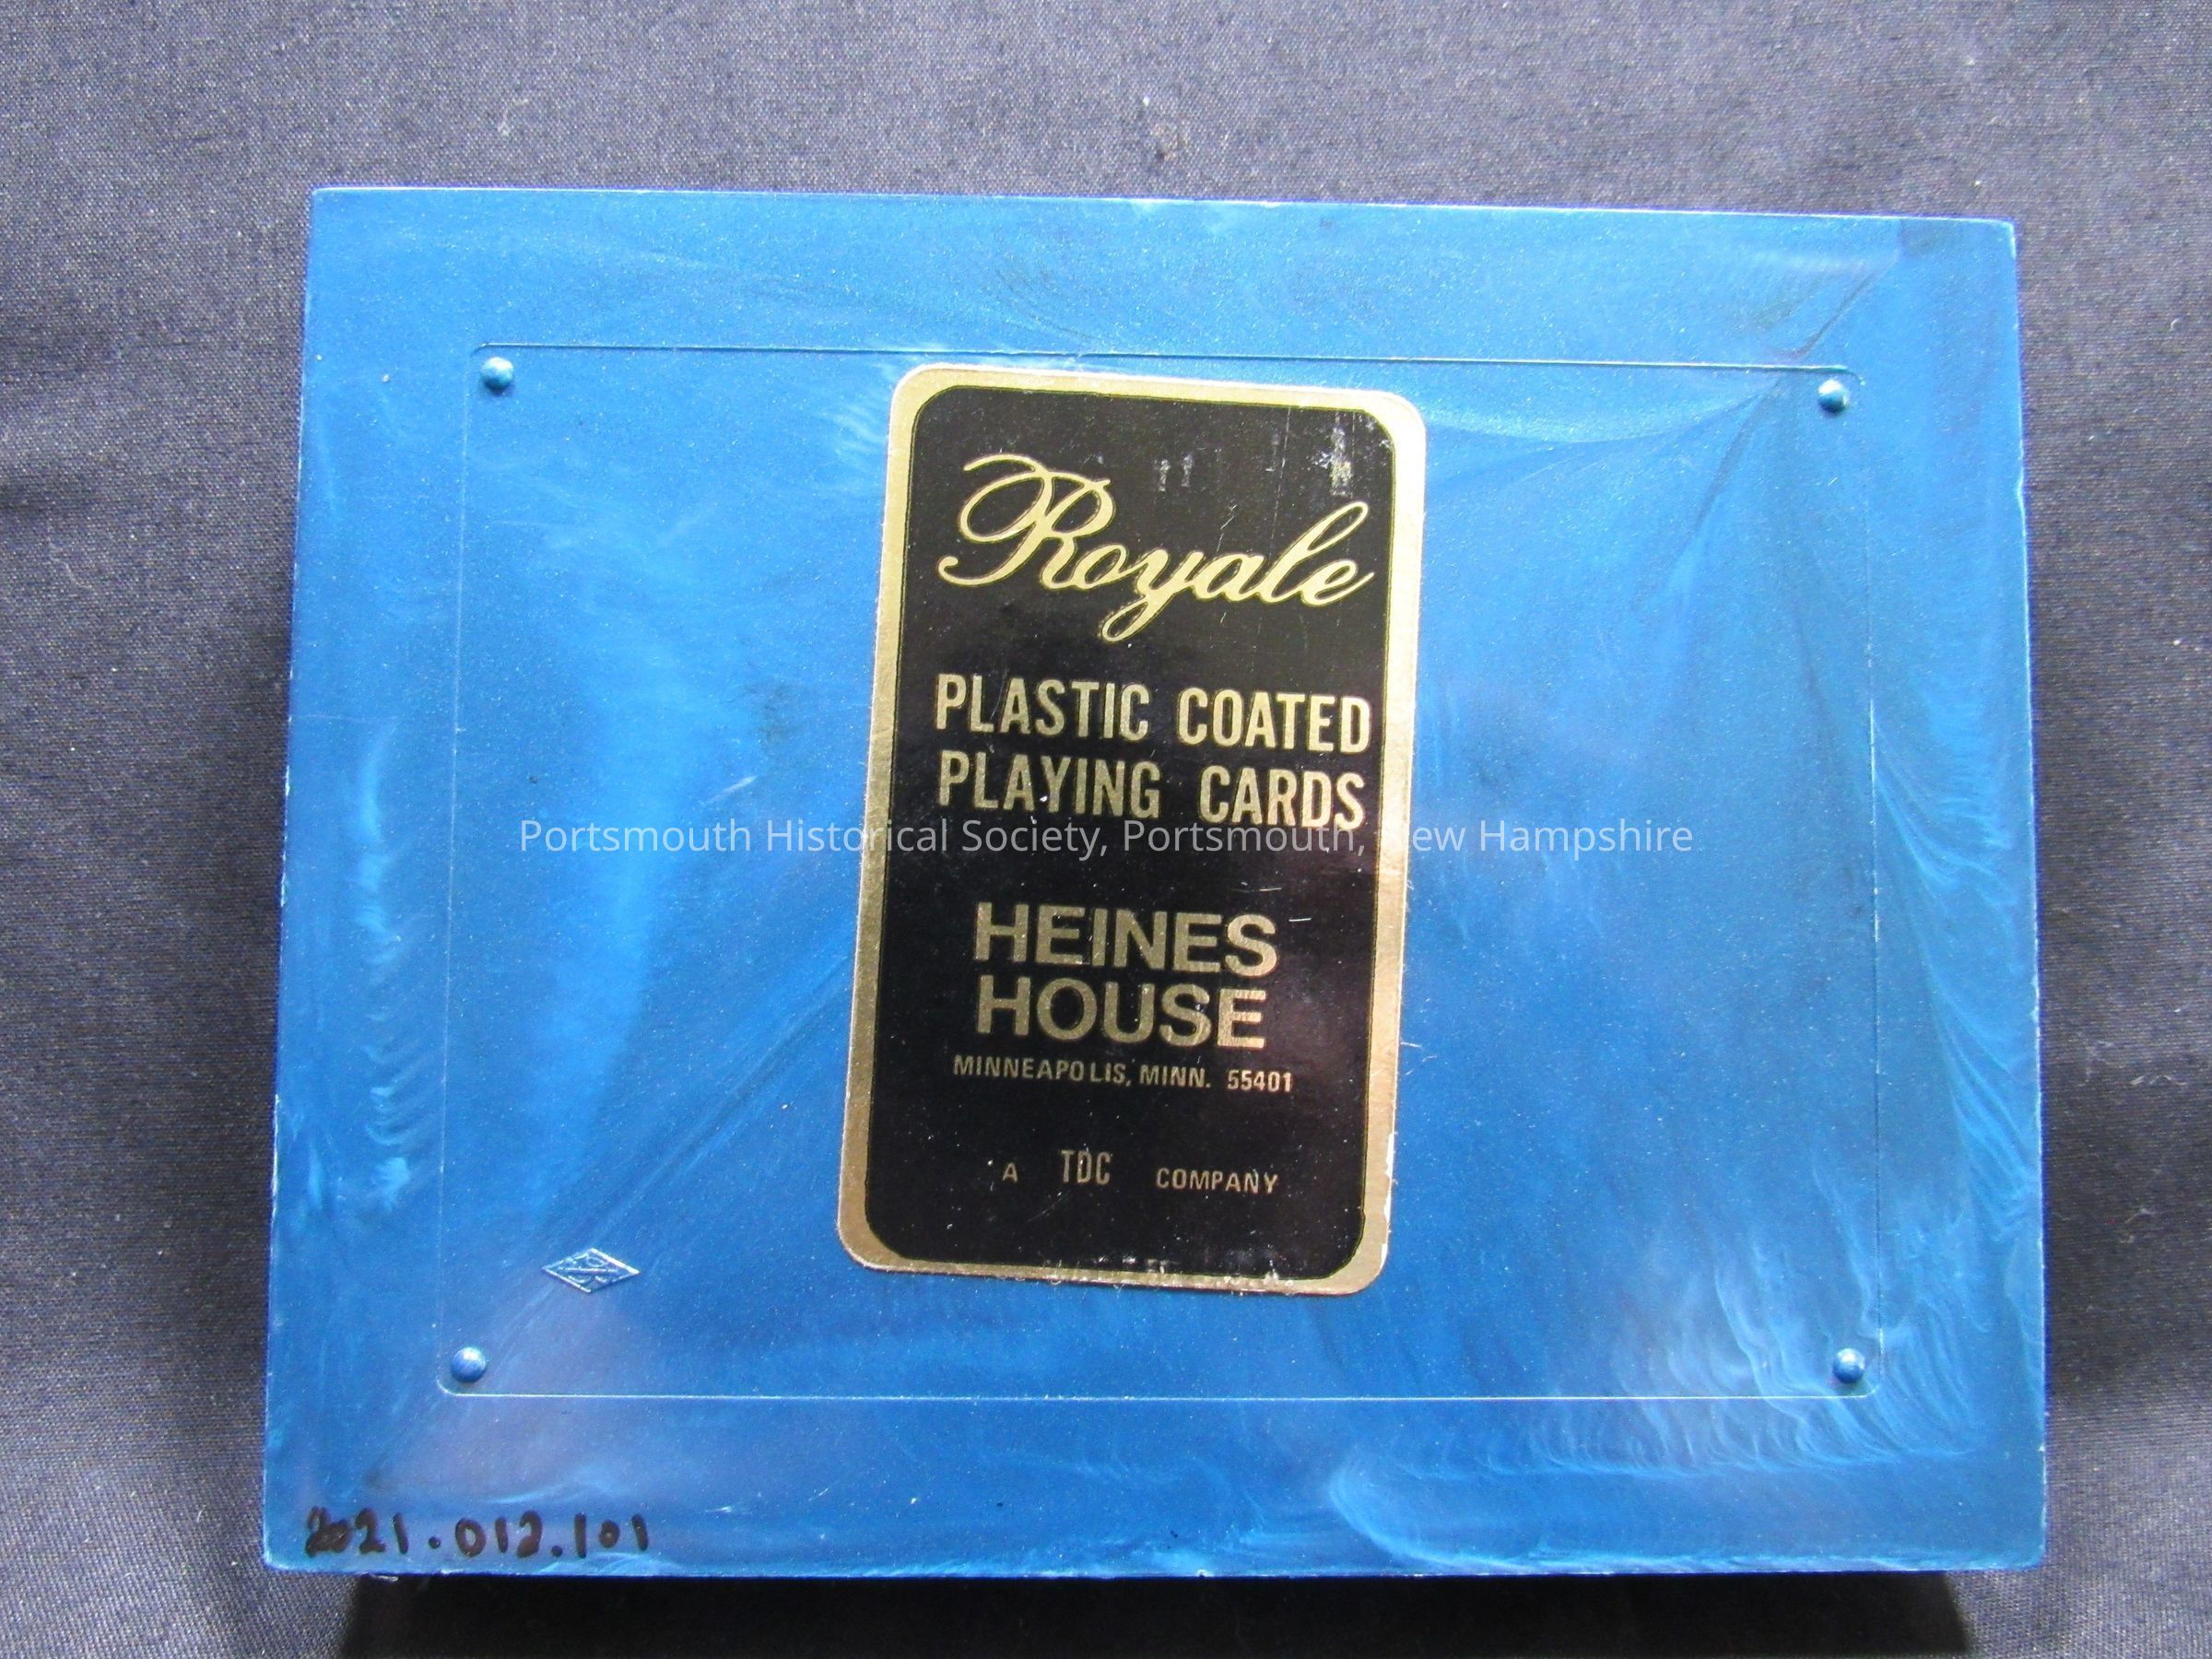 Royale
PLASTIC COATED
PLAYING CARDS
Portsmouth Historical Society, Portsmouth, New Hampshire
HEINES
HOUSE
MINNEAPOLIS, MINN. 55401
A TDC COMPANY
2021.012.101